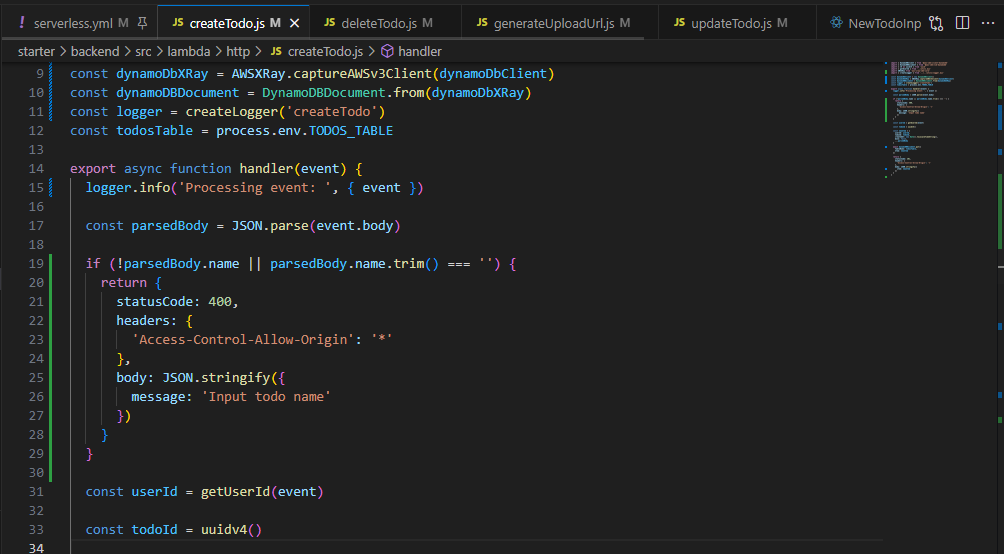 ! serverless.yml M
JS createTodo.js M ×
JS deleteTodo.js M
JS generateUploadUrl.js M
JS updateTodo.js M
NewTodoInp
starter > backend > src > lambda > http > JS createTodo.js > handler
9 const dynamoDbXRay = AWSXRay.captureAWSv3Client(dynamoDbClient)
10 const dynamoDBDocument = DynamoDBDocument.from(dynamoDbXRay)
11 const logger = createLogger('createTodo')
12 const todosTable = process.env.TODOS_TABLE
13
14 export async function handler(event) {
15 logger.info('Processing event: ', { event })
16
17 const parsedBody = JSON.parse(event.body)
18
19 if (!parsedBody.name || parsedBody.name.trim() === '') {
20 return {
21 statusCode: 400,
22 headers: {
23 'Access-Control-Allow-Origin': '*'
24 },
25 body: JSON.stringify({
26 message: 'Input todo name'
27 })
28 }
29 }
30
31 const userId = getUserId(event)
32
33 const todoId = uuidv4()
34